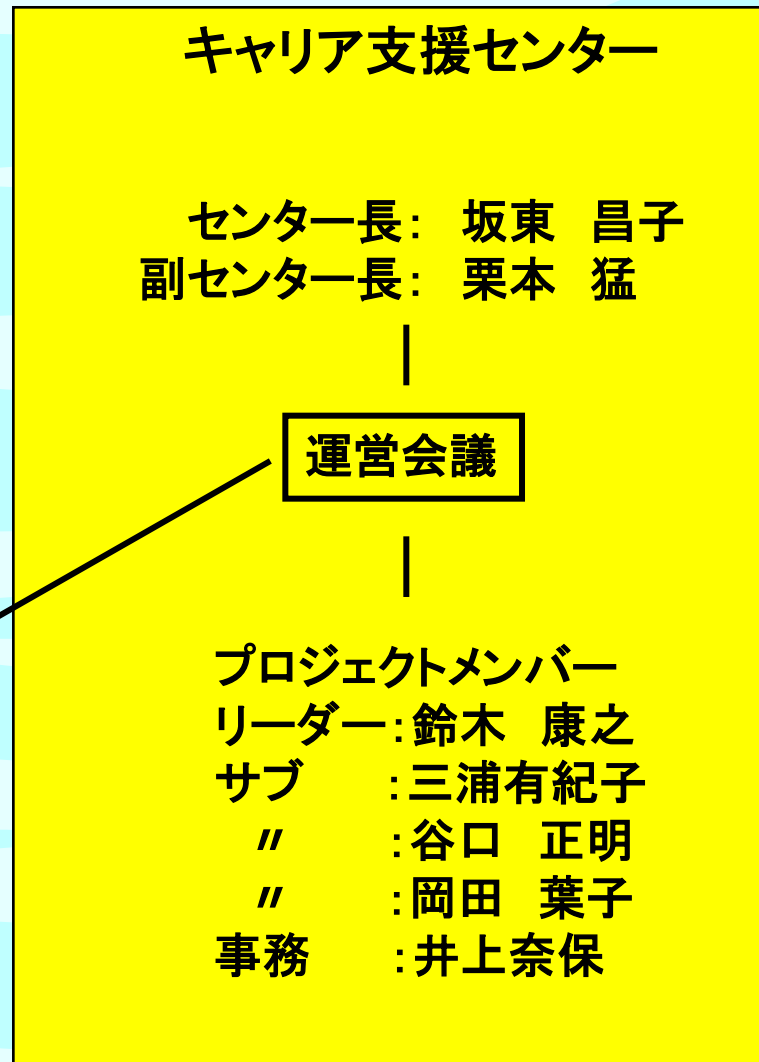 キャリア支援センター
センター長： 坂東 昌子
副センター長： 栗本 猛
運営会議
プロジェクトメンバー
リーダー：鈴木 康之
サブ ：三浦有紀子
〃 ：谷口 正明
〃 ：岡田 葉子
事務 ：井上奈保